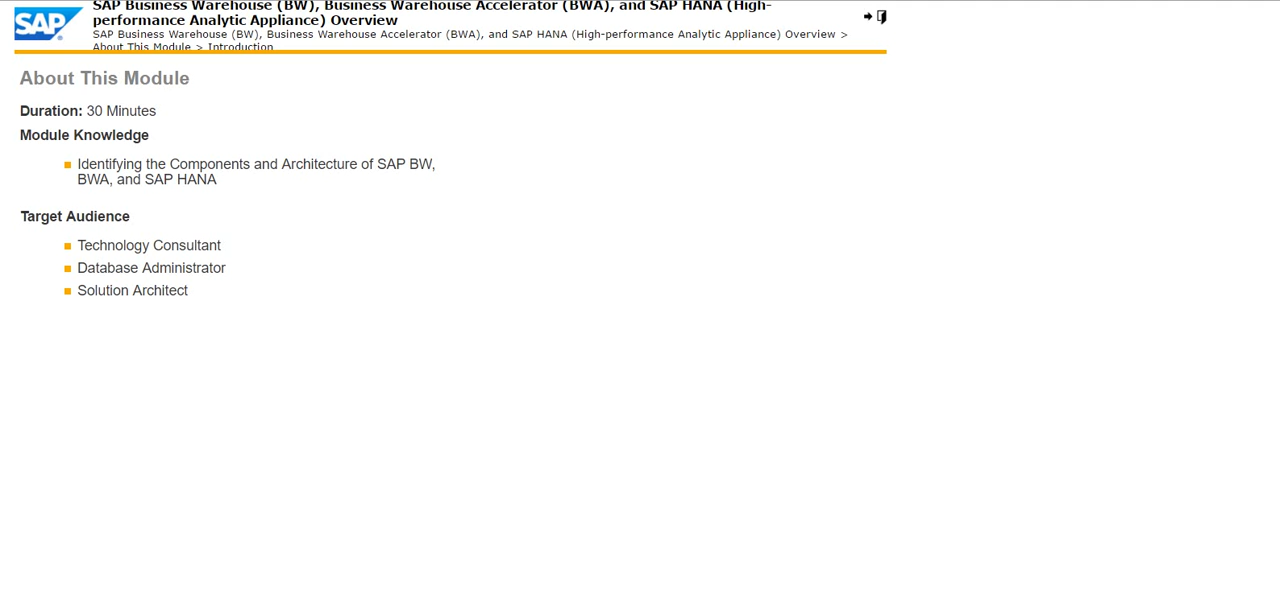 SAP Business Warehouse (BW), Business Warehouse Accelerator (BWA), and SAP HANA (High-
performance Analytic Appliance) Overview
SAP Business Warehouse (BW), Business Warehouse Accelerator (BWA), and SAP HANA (High-performance Analytic Appliance) Overview >
About This Module > Introduction
SAP
About This Module
Duration: 30 Minutes
Module Knowledge
Identifying the Components and Architecture of SAP BW,
BWA, and SAP HANA
Target Audience
Technology Consultant
Database Administrator
Solution Architect